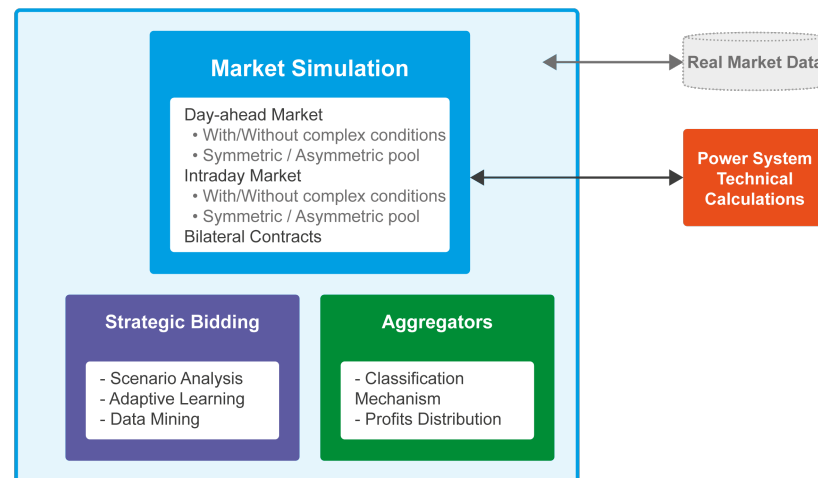 Market Simulation
Day-ahead Market
• With/Without complex conditions
• Symmetric / Asymmetric pool
Intraday Market
• With/Without complex conditions
• Symmetric / Asymmetric pool
Bilateral Contracts
Real Market Data
Power System
Technical
Calculations
Strategic Bidding
- Scenario Analysis
- Adaptive Learning
- Data Mining
Aggregators
- Classification
Mechanism
- Profits Distribution